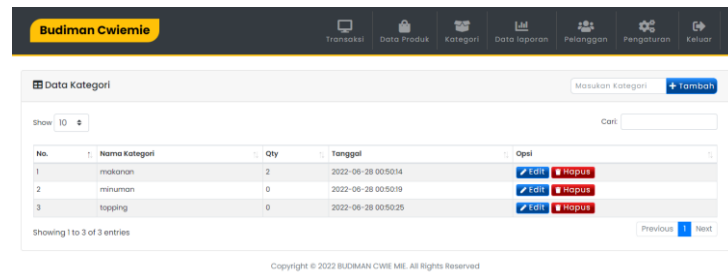 Budiman Cwiemie
Transaksi Data Produk Kategori Data laporan Pelanggan Pengaturan Keluar
Data Kategori
Masukan Kategori
+ Tambah
Show 10
Cari:
No. Nama Kategori Qty Tanggal Opsi
1 makanan 2 2022-06-28 00:50:14 Edit Hapus
2 minuman 0 2022-06-28 00:50:19 Edit Hapus
3 topping 0 2022-06-28 00:50:25 Edit Hapus
Showing 1 to 3 of 3 entries
Previous 1 Next
Copyright © 2022 BUDIMAN CWIE MIE. All Rights Reserved